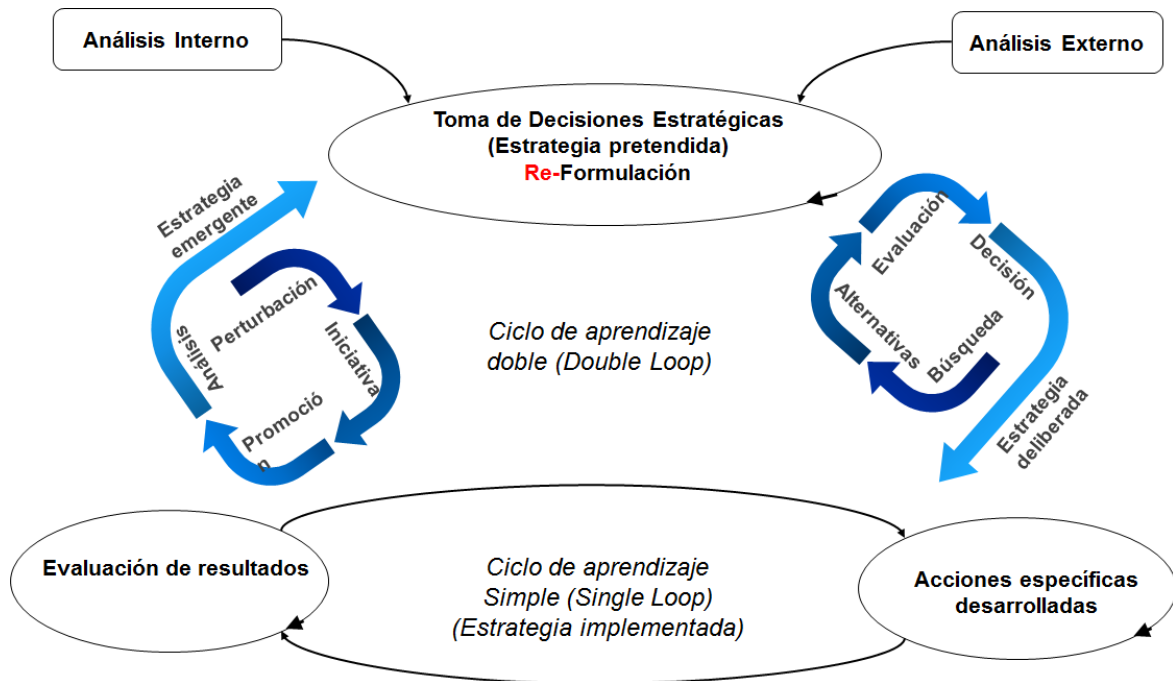 Análisis Interno
Análisis Externo
Toma de Decisiones Estratégicas
(Estrategia pretendida)
Re-Formulación
Estrategia
emergente
Perturbación
Iniciativa
Promoció
n
Análisis
Ciclo de aprendizaje
doble (Double Loop)
Evaluación
Decisión
Alternativas
Búsqueda
Estrategia
deliberada
Evaluación de resultados
Ciclo de aprendizaje
Simple (Single Loop)
(Estrategia implementada)
Acciones específicas
desarrolladas